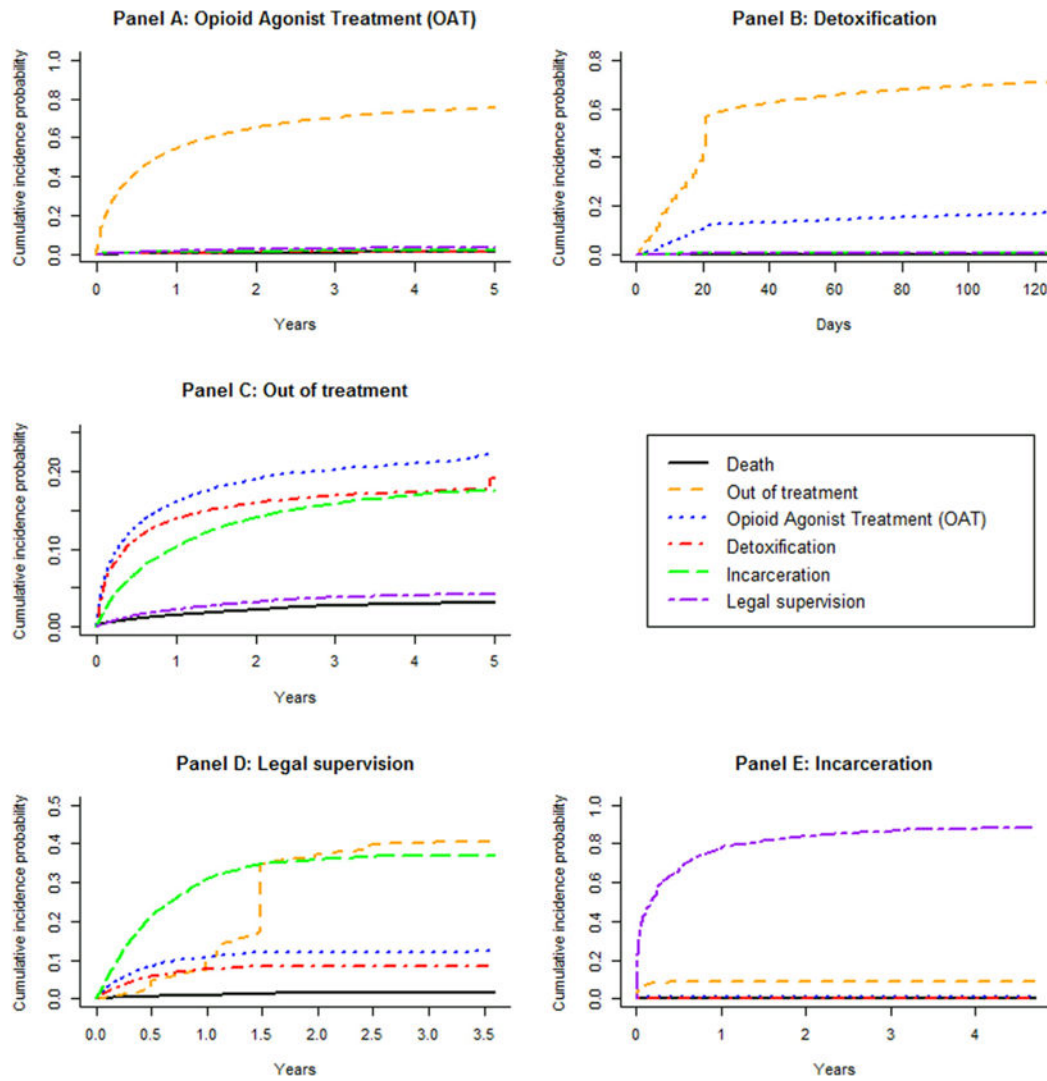 Panel A: Opioid Agonist Treatment (OAT)
Cumulative incidence probability
1.0
0.8
0.6
0.4
0.2
0.0
0 1 2 3 4 5
Years
Panel B: Detoxification
Cumulative incidence probability
0.8
0.6
0.4
0.2
0.0
0 20 40 60 80 100 120
Days
Panel C: Out of treatment
Cumulative incidence probability
0.20
0.10
0.00
0 1 2 3 4 5
Years
Death
Out of treatment
Opioid Agonist Treatment (OAT)
Detoxification
Incarceration
Legal supervision
Panel D: Legal supervision
Cumulative incidence probability
0.5
0.4
0.3
0.2
0.1
0.0
0.0 0.5 1.0 1.5 2.0 2.5 3.0 3.5
Years
Panel E: Incarceration
Cumulative incidence probability
1.0
0.8
0.6
0.4
0.2
0.0
0 1 2 3 4
Years